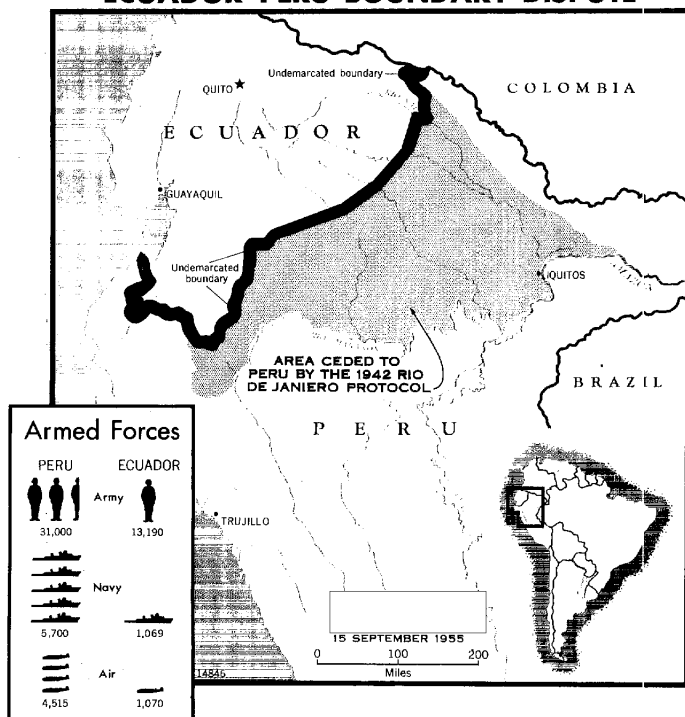 ECUADOR-PERU BOUNDARY DISPUTE
Undemarcated boundary
COLOMBIA
QUITO
ECUADOR
GUAYAQUIL
Undemarcated
boundary
IQUITOS
AREA CEDED TO
PERU BY THE 1942 RIO
DE JANIERO PROTOCOL
BRAZIL
PERU
Armed Forces
PERU ECUADOR
Army
31,000 13,190
Navy
5,700 1,069
Air
4,515 1,070
TRUJILLO
15 SEPTEMBER 1955
0 100 200
Miles
14845